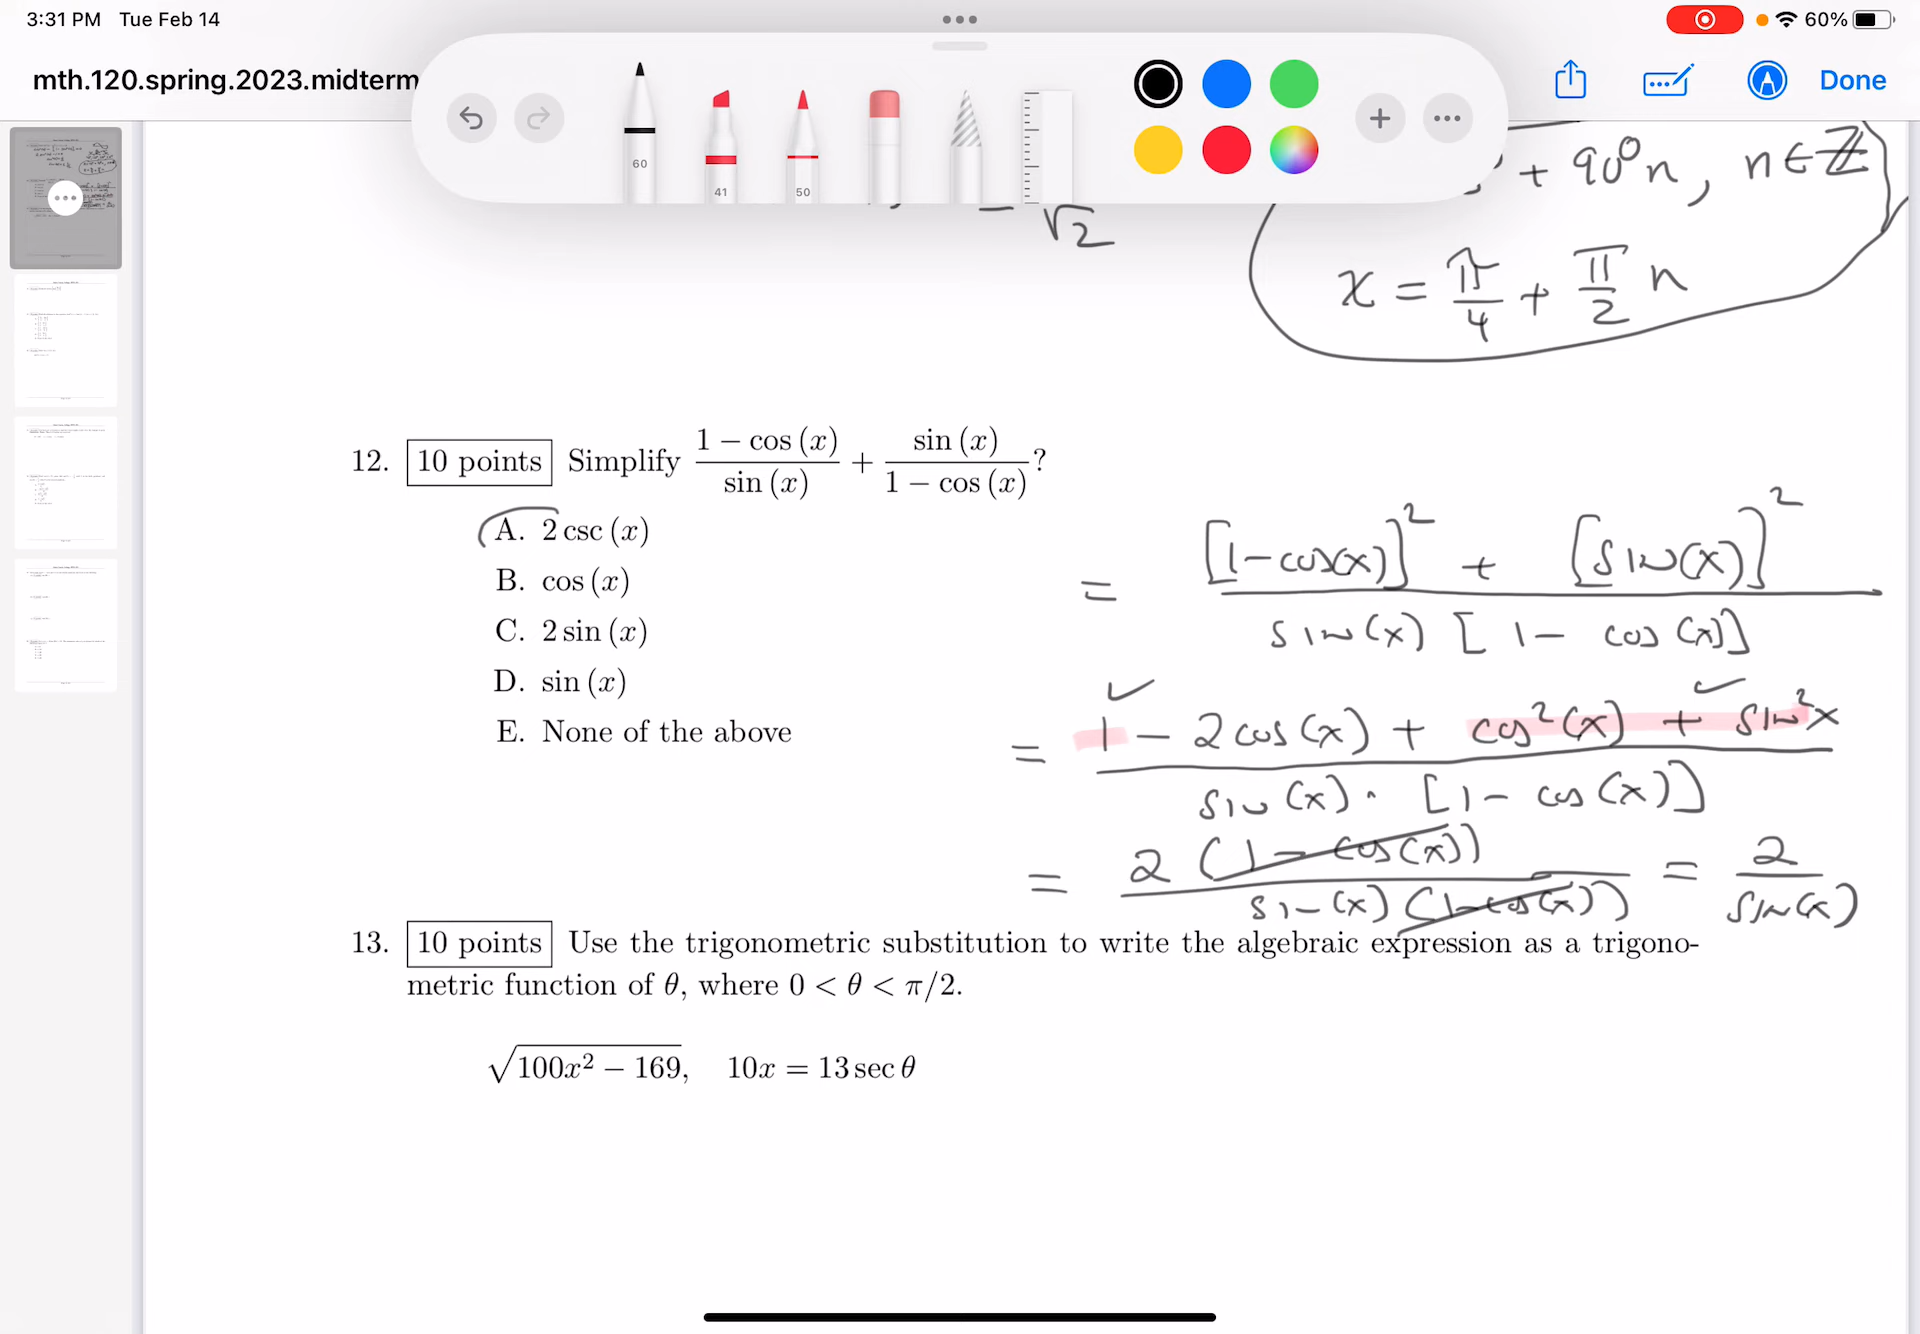 3:31 PM Tue Feb 14
60%
mth.120.spring.2023.midterm
Done
60
41
50
+ 90°n, n∈ℤ
- √2
x = π/4 + π/2 n
12. 10 points Simplify (1 − cos (x))/(sin (x)) + (sin (x))/(1 − cos (x))?
A. 2 csc (x)
B. cos (x)
C. 2 sin (x)
D. sin (x)
E. None of the above
= ([1-cos(x)]² + [sin(x)]²)/(sin(x) [1- cos(x)])
= (1 - 2cos(x) + cos²(x) + sin²x)/(sin(x) · [1- cos(x)])
= (2 (1- cos(x)))/(sin(x) (1-cos(x))) = 2/sin(x)
13. 10 points Use the trigonometric substitution to write the algebraic expression as a trigono-
metric function of θ, where 0 < θ < π/2.
√(100x² − 169), 10x = 13 sec θ